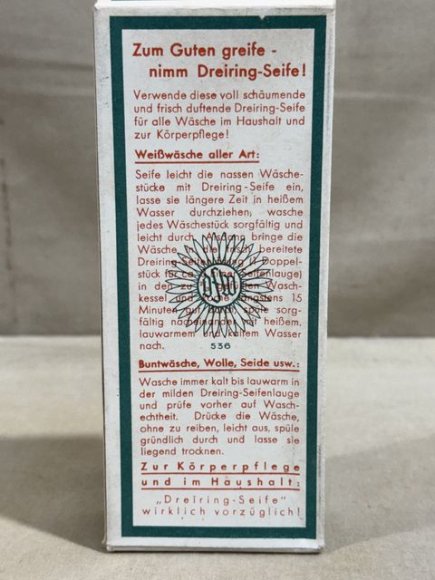 Zum Guten greife -
nimm Dreiring-Seife!
Verwende diese voll schäumende
und frisch duftende Dreiring-Seife
für alle Wäsche im Haushalt und
zur Körperpflege!
Weißwäsche aller Art:
Seife leicht die nassen Wäsche-
stücke mit Dreiring-Seife ein,
lasse sie längere Zeit in heißem
Wasser durchziehen, wasche
jedes Wäschestück sorgfältig und
leicht durch. bringe die
Wäsche in die bereitete
Dreiring- Doppel-
stück für
in den Wasch-
kessel und 15
Minuten sorg-
fältig nacheinander heißem,
lauwarmem und kaltem Wasser
nach.
536
Buntwäsche, Wolle, Seide usw.:
Wasche immer kalt bis lauwarm in
der milden Dreiring-Seifenlauge
und prüfe vorher auf Wasch-
echtheit. Drücke die Wäsche,
ohne zu reiben, leicht aus, spüle
gründlich durch und lasse sie
liegend trocknen.
Zur Körperpflege
und im Haushalt:
„Dreiring-Seife"
wirklich vorzüglich!